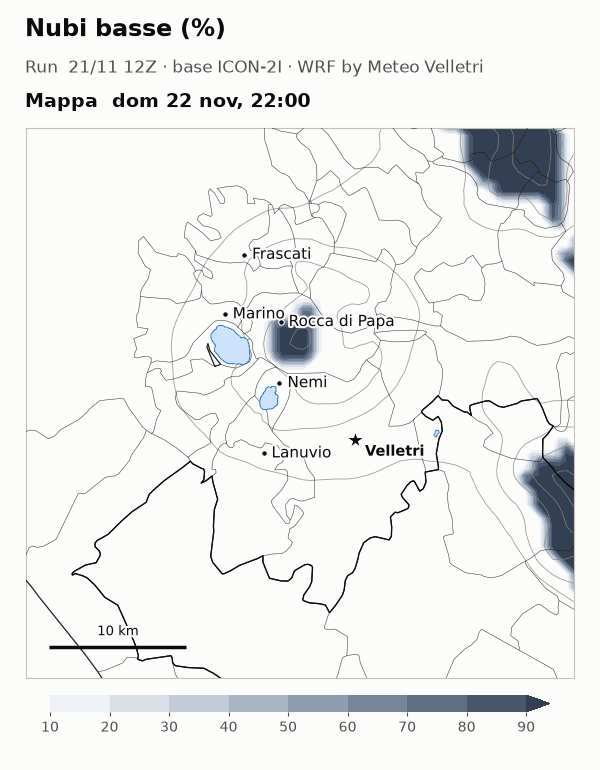 Nubi basse (%)
Run  21/11 12Z · base ICON-2I · WRF by Meteo Velletri
Mappa  dom 22 nov, 22:00
Frascati
Marino
Rocca di Papa
Nemi
Velletri
Lanuvio
10 km
10 20 30 40 50 60 70 80 90